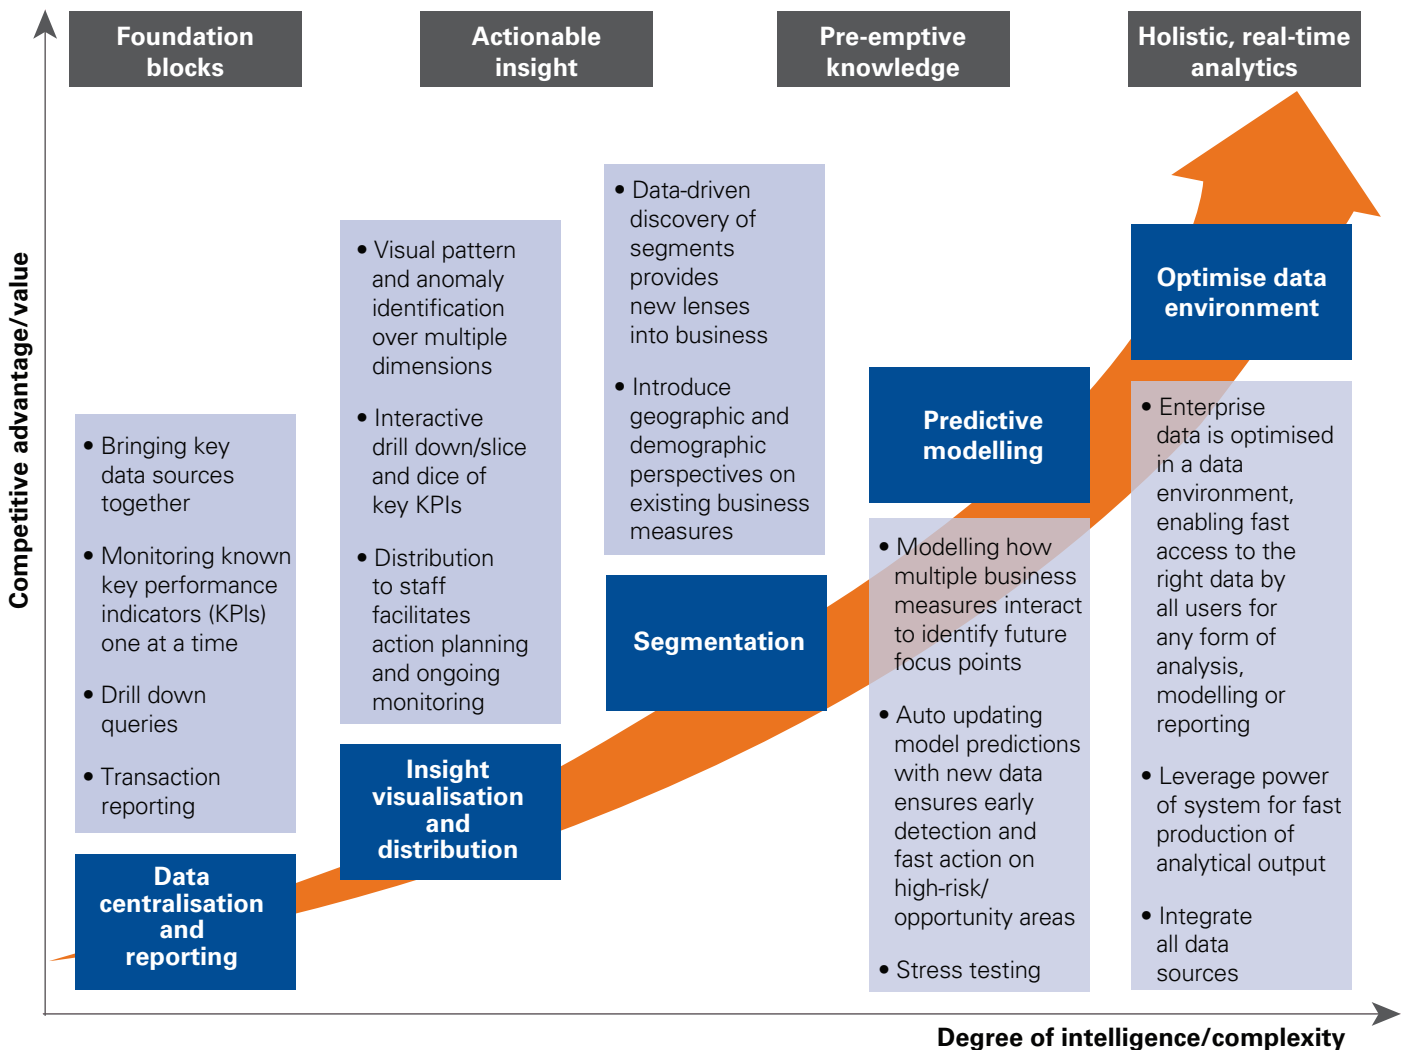 Foundation
blocks
Actionable
insight
Pre-emptive
knowledge
Holistic, real-time
analytics
Competitive advantage/value
• Bringing key
data sources
together
• Monitoring known
key performance
indicators (KPIs)
one at a time
• Drill down
queries
• Transaction
reporting
Data
centralisation
and
reporting
• Visual pattern
and anomaly
identification
over multiple
dimensions
• Interactive
drill down/slice
and dice of
key KPIs
• Distribution
to staff
facilitates
action planning
and ongoing
monitoring
Insight
visualisation
and
distribution
• Data-driven
discovery of
segments
provides
new lenses
into business
• Introduce
geographic and
demographic
perspectives on
existing business
measures
Segmentation
Predictive
modelling
• Modelling how
multiple business
measures interact
to identify future
focus points
• Auto updating
model predictions
with new data
ensures early
detection and
fast action on
high-risk/
opportunity areas
• Stress testing
Optimise data
environment
• Enterprise
data is optimised
in a data
environment,
enabling fast
access to the
right data by
all users for
any form of
analysis,
modelling or
reporting
• Leverage power
of system for fast
production of
analytical output
• Integrate
all data
sources
Degree of intelligence/complexity